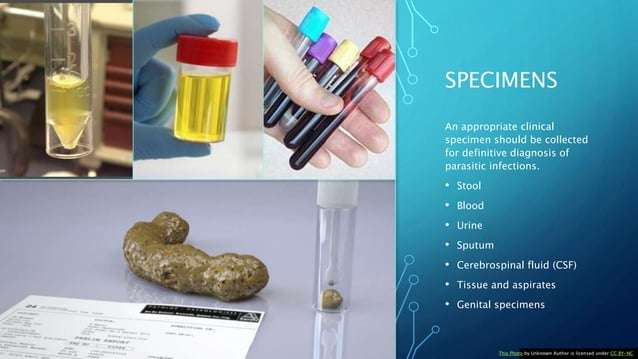 SPECIMENS
An appropriate clinical
specimen should be collected
for definitive diagnosis of
parasitic infections.
• Stool
• Blood
• Urine
• Sputum
• Cerebrospinal fluid (CSF)
• Tissue and aspirates
• Genital specimens
This Photo by Unknown Author is licensed under CC BY-NC